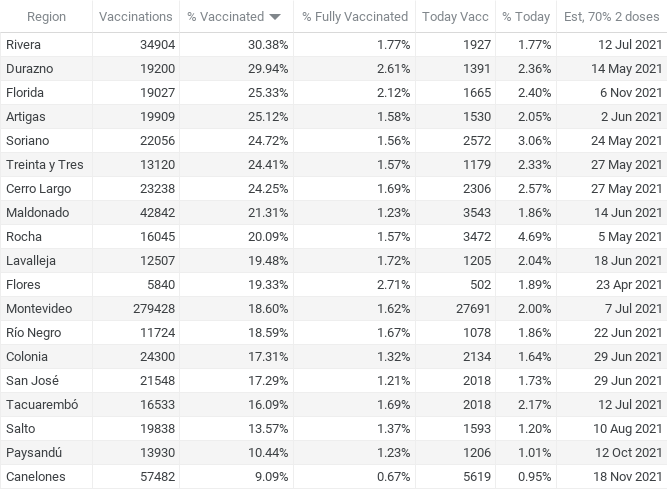 Region Vaccinations % Vaccinated % Fully Vaccinated Today Vacc % Today Est, 70% 2 doses
Rivera 34904 30.38% 1.77% 1927 1.77% 12 Jul 2021
Durazno 19200 29.94% 2.61% 1391 2.36% 14 May 2021
Florida 19027 25.33% 2.12% 1665 2.40% 6 Nov 2021
Artigas 19909 25.12% 1.58% 1530 2.05% 2 Jun 2021
Soriano 22056 24.72% 1.56% 2572 3.06% 24 May 2021
Treinta y Tres 13120 24.41% 1.57% 1179 2.33% 27 May 2021
Cerro Largo 23238 24.25% 1.69% 2306 2.57% 27 May 2021
Maldonado 42842 21.31% 1.23% 3543 1.86% 14 Jun 2021
Rocha 16045 20.09% 1.57% 3472 4.69% 5 May 2021
Lavalleja 12507 19.48% 1.72% 1205 2.04% 18 Jun 2021
Flores 5840 19.33% 2.71% 502 1.89% 23 Apr 2021
Montevideo 279428 18.60% 1.62% 27691 2.00% 7 Jul 2021
Río Negro 11724 18.59% 1.67% 1078 1.86% 22 Jun 2021
Colonia 24300 17.31% 1.32% 2134 1.64% 29 Jun 2021
San José 21548 17.29% 1.21% 2018 1.73% 29 Jun 2021
Tacuarembó 16533 16.09% 1.69% 2018 2.17% 12 Jul 2021
Salto 19838 13.57% 1.37% 1593 1.20% 10 Aug 2021
Paysandú 13930 10.44% 1.23% 1206 1.01% 12 Oct 2021
Canelones 57482 9.09% 0.67% 5619 0.95% 18 Nov 2021